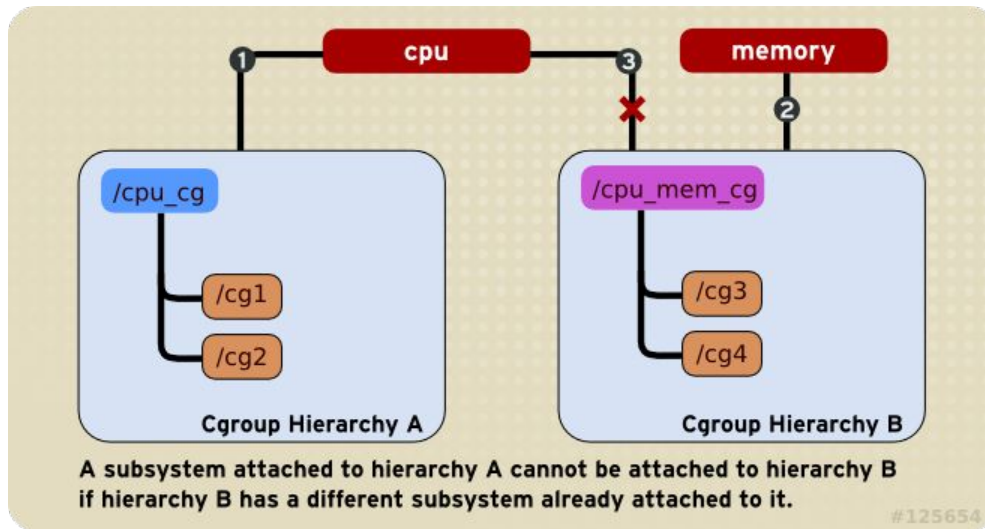 1
cpu
3
memory
2
/cpu_cg
/cg1
/cg2
Cgroup Hierarchy A
/cpu_mem_cg
/cg3
/cg4
Cgroup Hierarchy B
A subsystem attached to hierarchy A cannot be attached to hierarchy B
if hierarchy B has a different subsystem already attached to it.
#125654